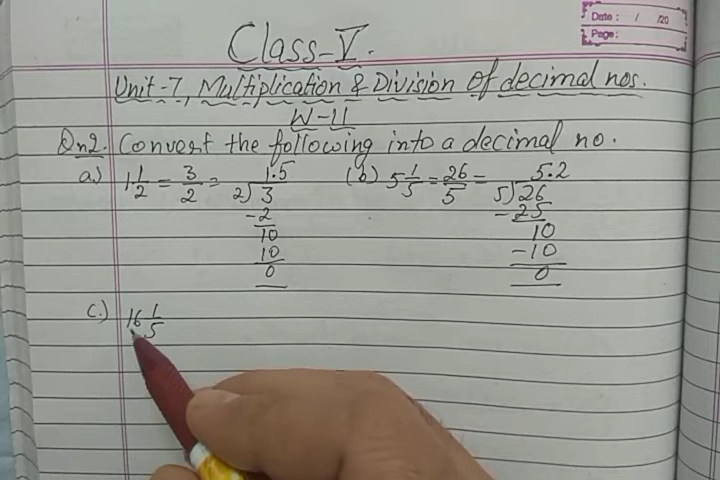 Date: / /20
Page:
Class-V.
Unit-7, Multiplication & Division of decimal nos.
W-11
Qn2. Convert the following into a decimal no.
a.) 1 1/2 = 3/2 = 2)3 1.5 (b) 5 1/5 = 26/5 = 5)26 5.2
-2 -25
10 10
10 -10
0 0
c.) 16 1/5